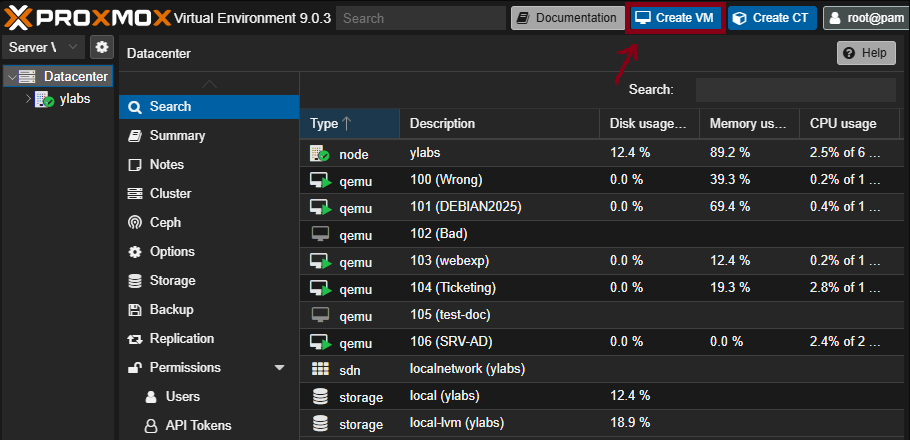 PROXMOX Virtual Environment 9.0.3 Search Documentation Create VM Create CT root@pam
Server \
Datacenter
ylabs
Datacenter Help
Search
Summary
Notes
Cluster
Ceph
Options
Storage
Backup
Replication
Permissions
Users
API Tokens
Search:
Type Description Disk usage... Memory us... CPU usage
node ylabs 12.4 % 89.2 % 2.5% of 6 ...
qemu 100 (Wrong) 0.0 % 39.3 % 0.2% of 1 ...
qemu 101 (DEBIAN2025) 0.0 % 69.4 % 0.4% of 1 ...
qemu 102 (Bad)
qemu 103 (webexp) 0.0 % 12.4 % 0.2% of 1 ...
qemu 104 (Ticketing) 0.0 % 19.3 % 2.8% of 1 ...
qemu 105 (test-doc)
qemu 106 (SRV-AD) 0.0 % 0.0 % 2.4% of 2 ...
sdn localnetwork (ylabs)
storage local (ylabs) 12.4 %
storage local-lvm (ylabs) 18.9 %